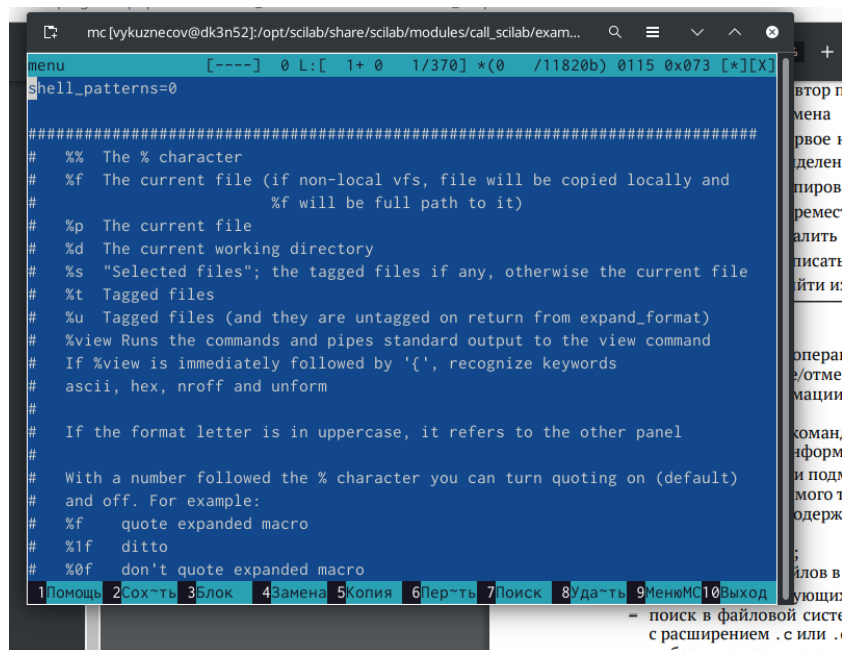 mc [vykuznecov@dk3n52]:/opt/scilab/share/scilab/modules/call_scilab/exam...
menu [----] 0 L:[ 1+ 0 1/370] *(0 /11820b) 0115 0x073 [*][X]
shell_patterns=0
###############################################################################
# %% The % character
# %f The current file (if non-local vfs, file will be copied locally and
# %f will be full path to it)
# %p The current file
# %d The current working directory
# %s "Selected files"; the tagged files if any, otherwise the current file
# %t Tagged files
# %u Tagged files (and they are untagged on return from expand_format)
# %view Runs the commands and pipes standard output to the view command
# If %view is immediately followed by '{', recognize keywords
# ascii, hex, nroff and unform
#
# If the format letter is in uppercase, it refers to the other panel
#
# With a number followed the % character you can turn quoting on (default)
# and off. For example:
# %f quote expanded macro
# %1f ditto
# %0f don't quote expanded macro
1Помощь 2Сох~ть 3Блок 4Замена 5Копия 6Пер~ть 7Поиск 8Уда~ть 9МенюMC 10Выход
– поиск в файловой систе
с расширением .c или .